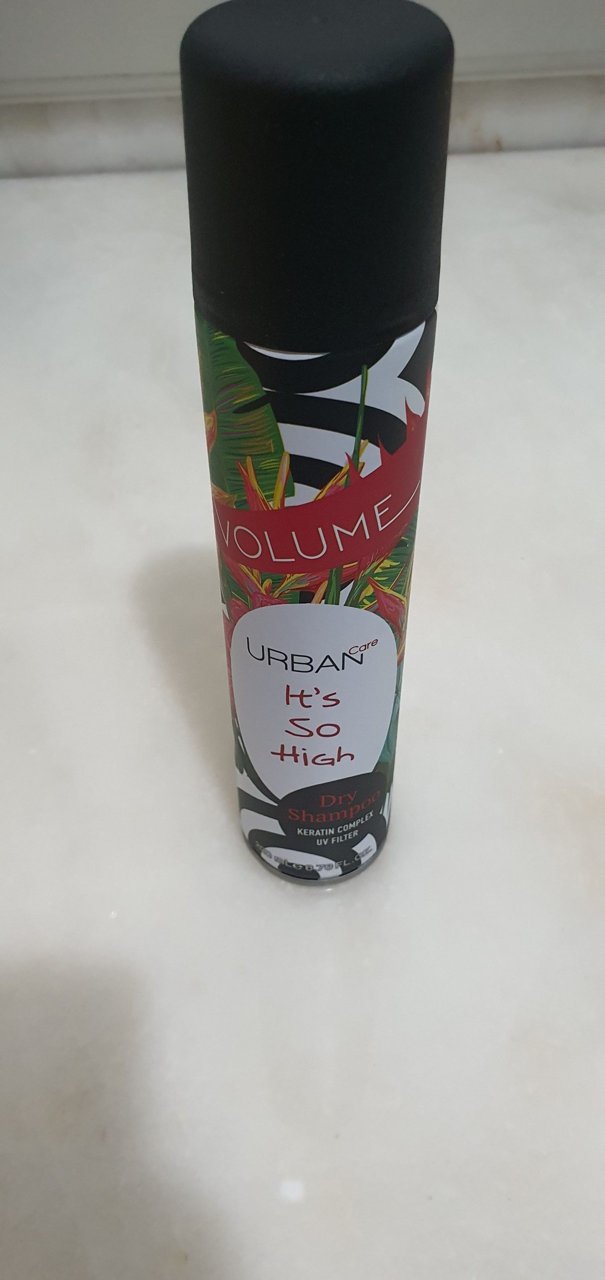 VOLUME
URBAN Care
It's
So
High
Dry
Shampoo
KERATIN COMPLEX
UV FILTER